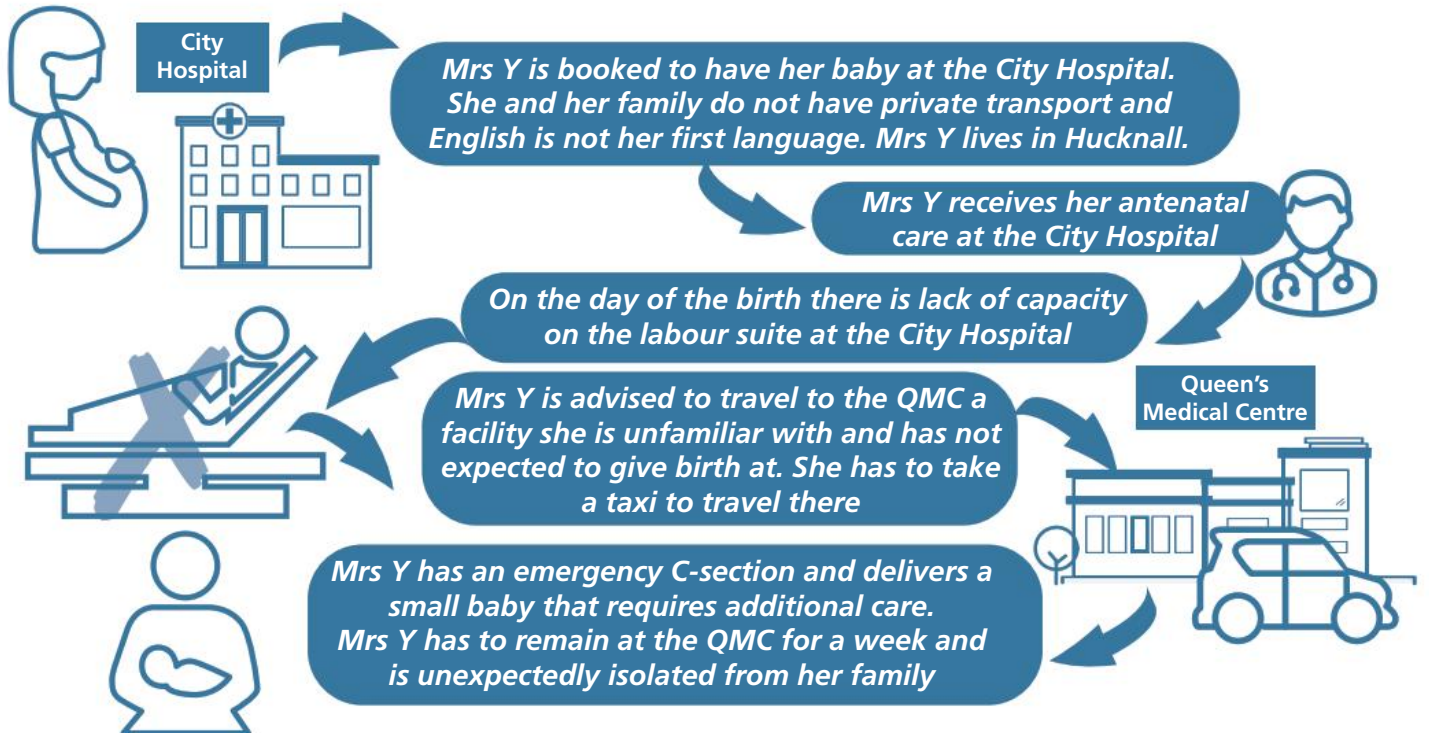 City
Hospital
Mrs Y is booked to have her baby at the City Hospital.
She and her family do not have private transport and
English is not her first language. Mrs Y lives in Hucknall.
Mrs Y receives her antenatal
care at the City Hospital
On the day of the birth there is lack of capacity
on the labour suite at the City Hospital
Mrs Y is advised to travel to the QMC a
facility she is unfamiliar with and has not
expected to give birth at. She has to take
a taxi to travel there
Queen's
Medical Centre
Mrs Y has an emergency C-section and delivers a
small baby that requires additional care.
Mrs Y has to remain at the QMC for a week and
is unexpectedly isolated from her family